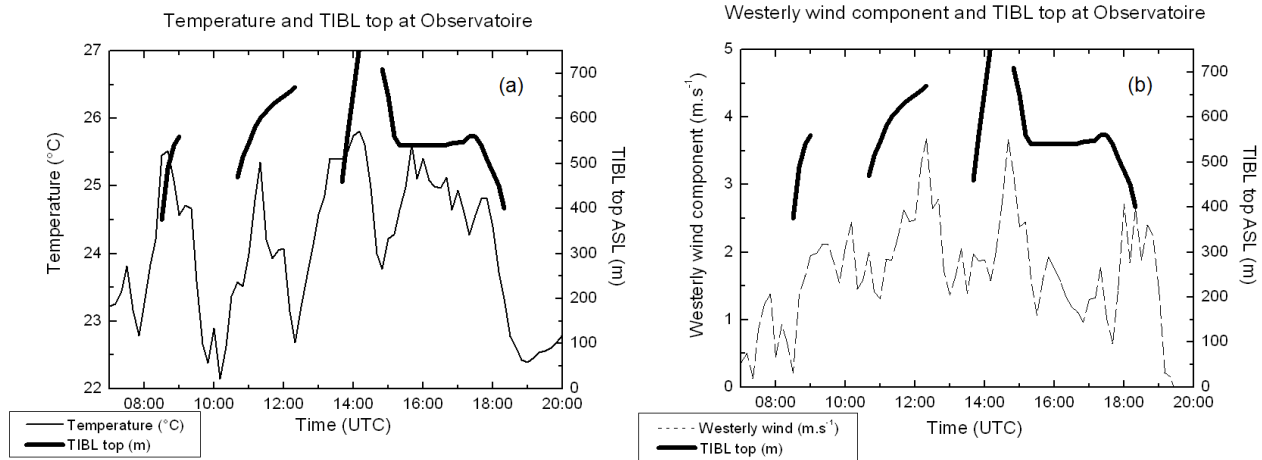 Temperature and TIBL top at Observatoire
27
26
25
24
23
22
Temperature (°C)
(a)
700
600
500
400
300
200
100
0
TIBL top ASL (m)
08:00 10:00 12:00 14:00 16:00 18:00 20:00
Time (UTC)
Temperature (°C)
TIBL top (m)
Westerly wind component and TIBL top at Observatoire
5
4
3
2
1
0
Westerly wind component (m.s-1)
(b)
700
600
500
400
300
200
100
0
TIBL top ASL (m)
08:00 10:00 12:00 14:00 16:00 18:00 20:00
Time (UTC)
Westerly wind (m.s-1)
TIBL top (m)